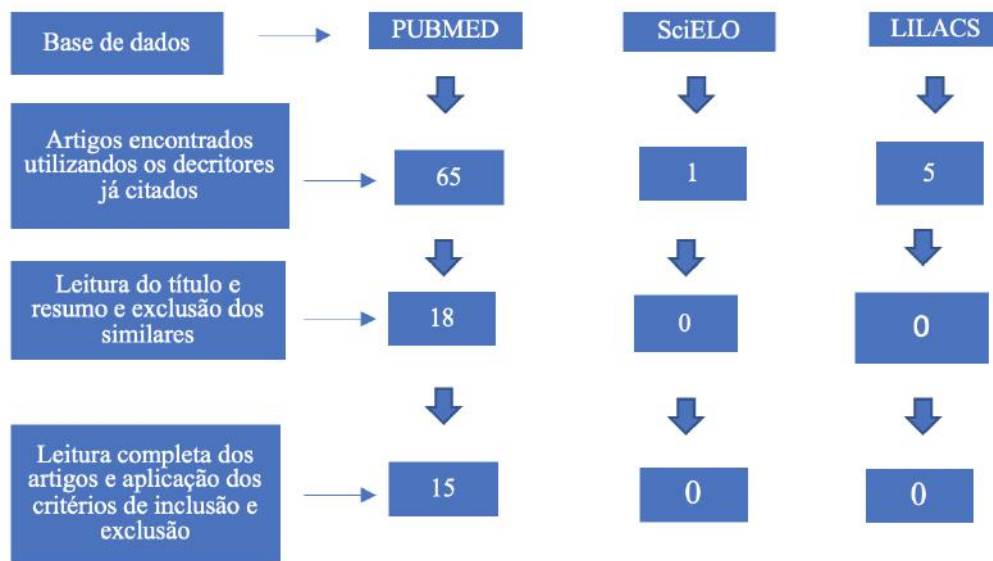 Base de dados
PUBMED
SciELO
LILACS
Artigos encontrados
utilizandos os decritores
já citados
65
1
5
Leitura do título e
resumo e exclusão dos
similares
18
0
0
Leitura completa dos
artigos e aplicação dos
critérios de inclusão e
exclusão
15
0
0